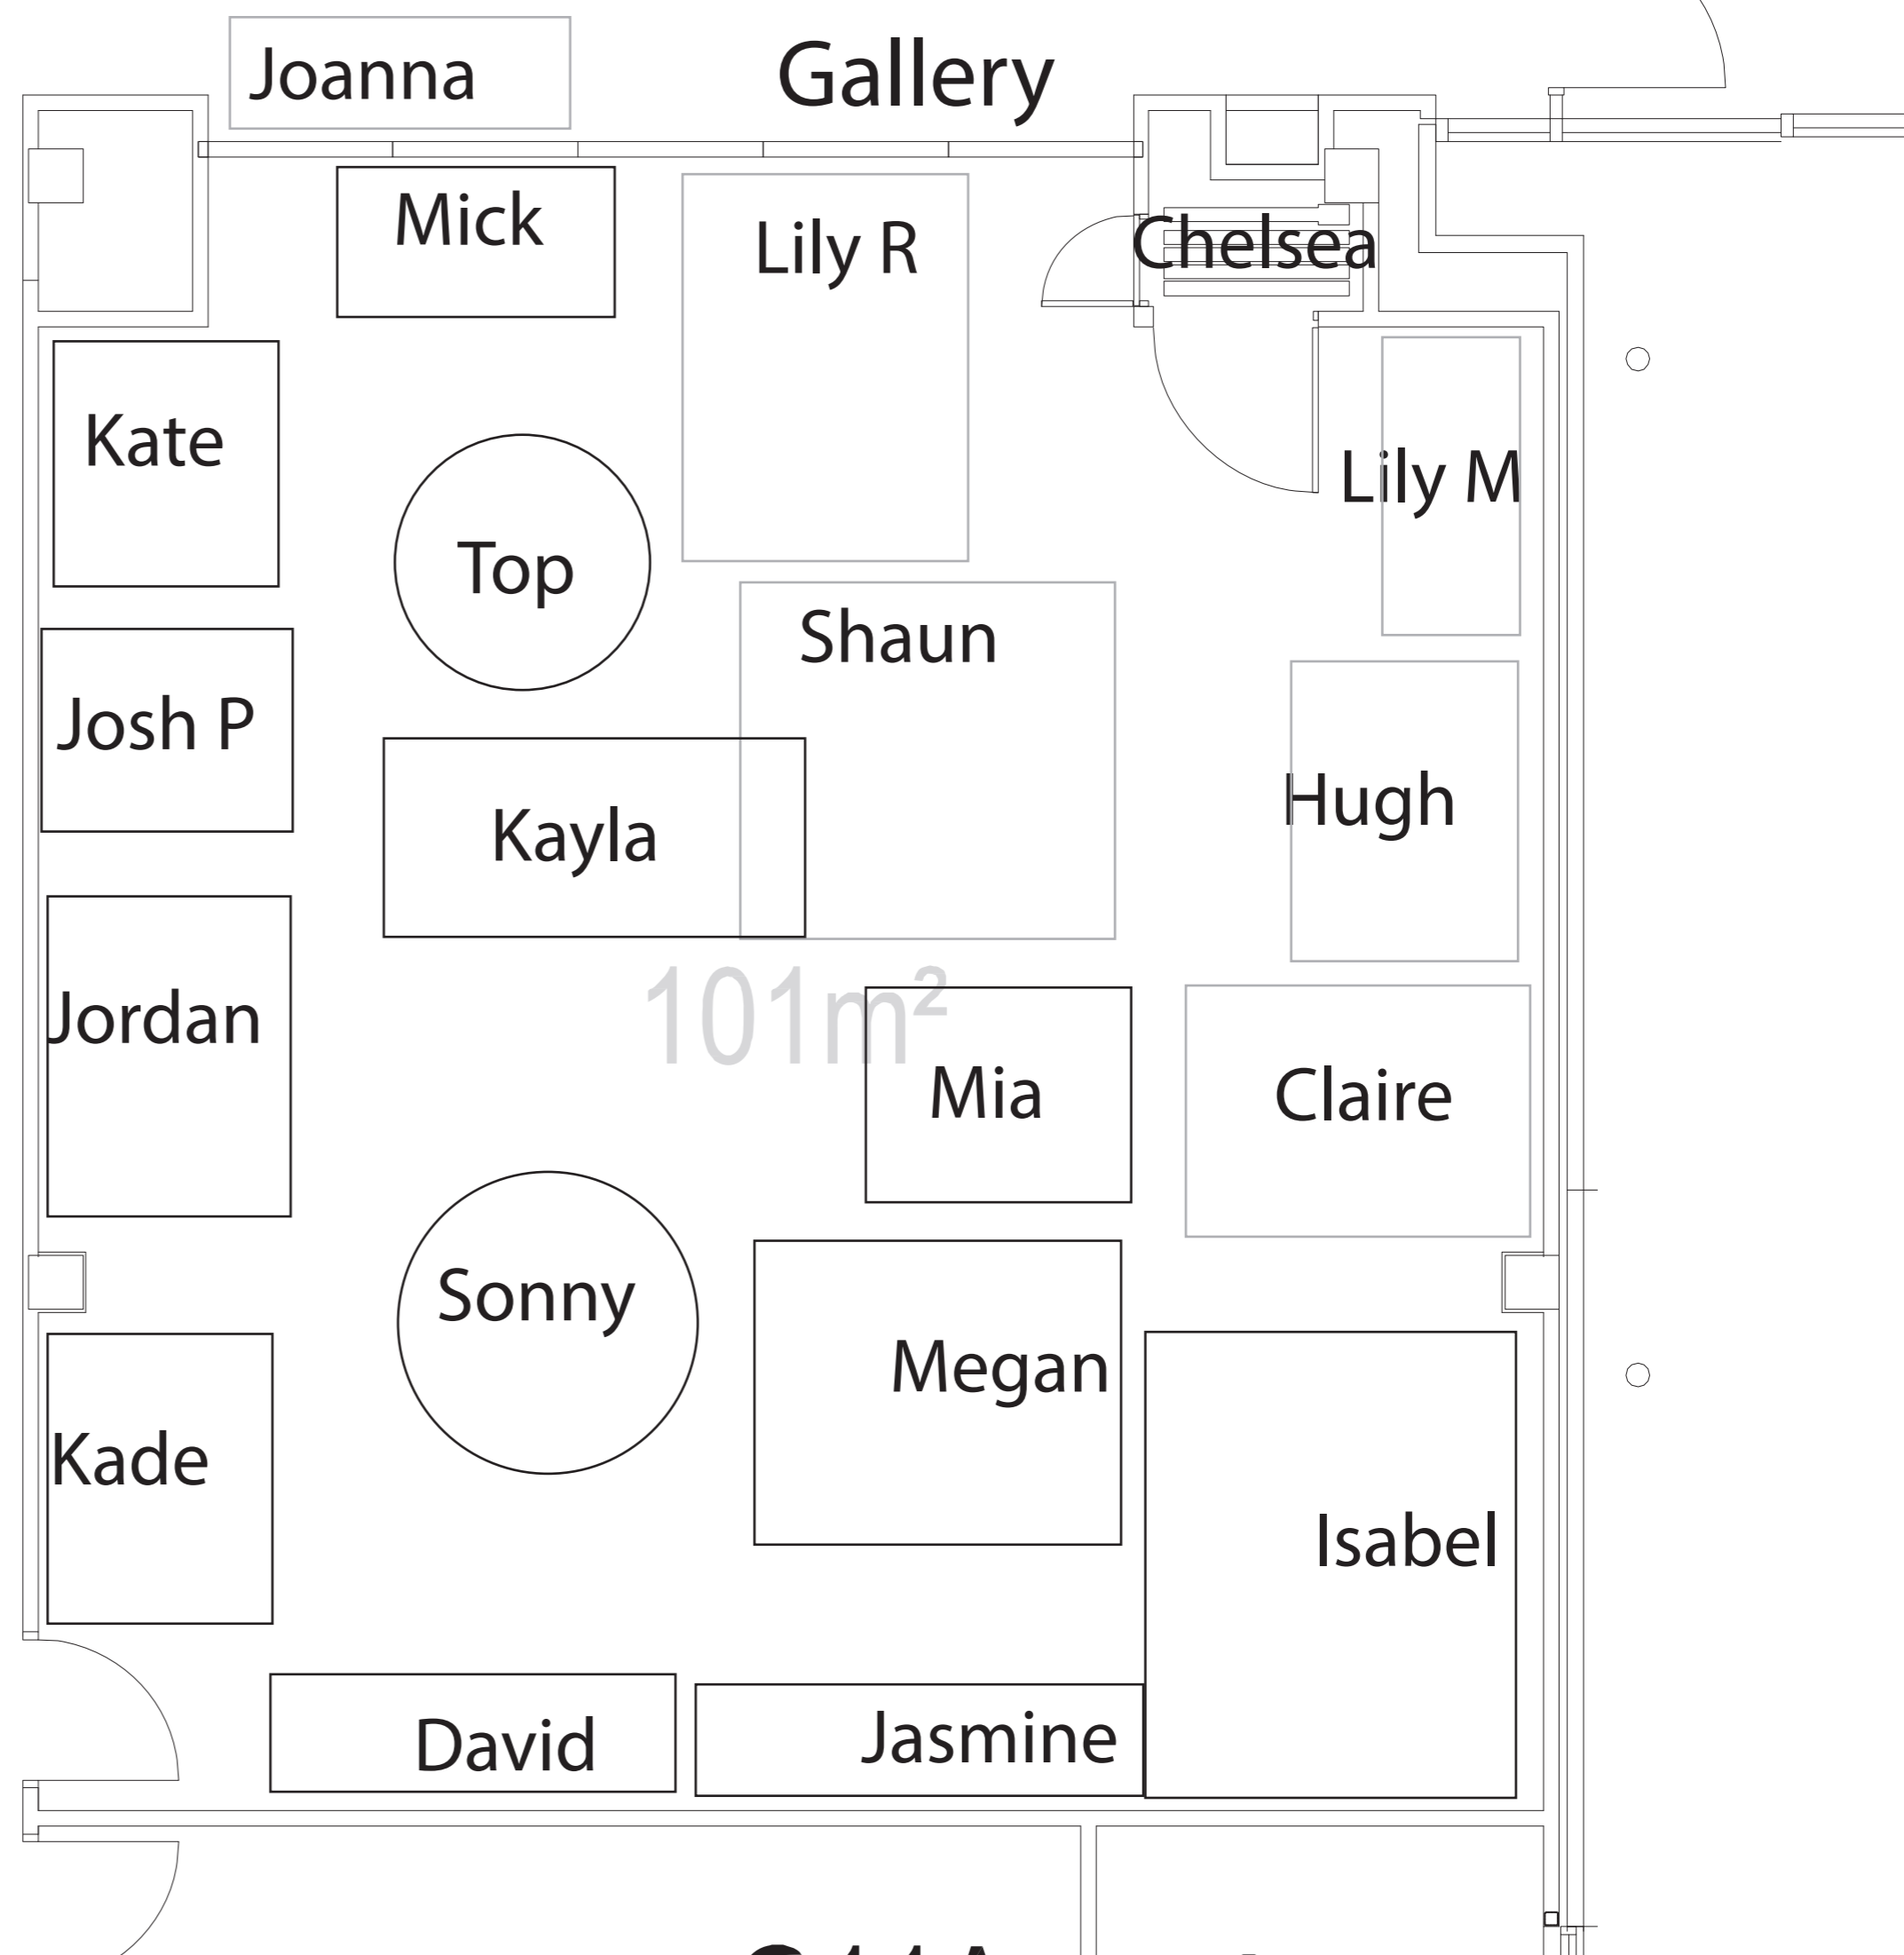 Joanna
Gallery
Mick
Lily R
Chelsea
Kate
Lily M
Top
Shaun
Josh P
Hugh
Kayla
Jordan
101m²
Mia
Claire
Sonny
Megan
Kade
Isabel
David
Jasmine